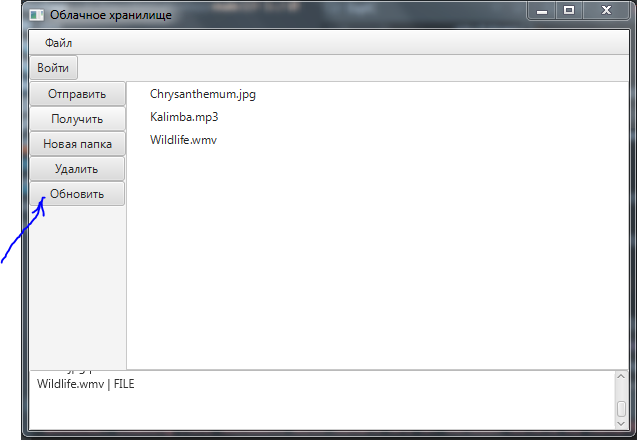 Облачное хранилище
Файл
Войти
Отправить
Получить
Новая папка
Удалить
Обновить
Chrysanthemum.jpg
Kalimba.mp3
Wildlife.wmv
Wildlife.wmv | FILE